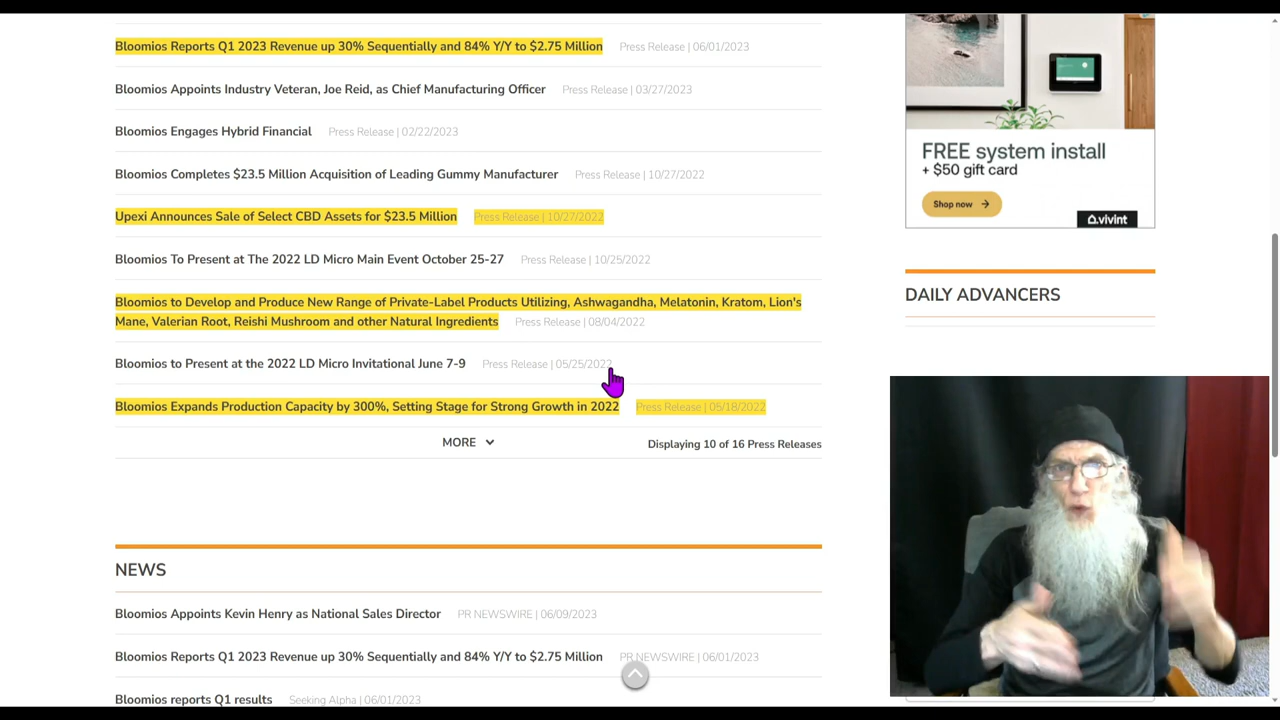 Bloomios Reports Q1 2023 Revenue up 30% Sequentially and 84% Y/Y to $2.75 Million Press Release | 06/01/2023
Bloomios Appoints Industry Veteran, Joe Reid, as Chief Manufacturing Officer Press Release | 03/27/2023
Bloomios Engages Hybrid Financial Press Release | 02/22/2023
Bloomios Completes $23.5 Million Acquisition of Leading Gummy Manufacturer Press Release | 10/27/2022
Upexi Announces Sale of Select CBD Assets for $23.5 Million Press Release | 10/27/2022
Bloomios To Present at The 2022 LD Micro Main Event October 25-27 Press Release | 10/25/2022
Bloomios to Develop and Produce New Range of Private-Label Products Utilizing, Ashwagandha, Melatonin, Kratom, Lion's
Mane, Valerian Root, Reishi Mushroom and other Natural Ingredients Press Release | 08/04/2022
Bloomios to Present at the 2022 LD Micro Invitational June 7-9 Press Release | 05/25/2022
Bloomios Expands Production Capacity by 300%, Setting Stage for Strong Growth in 2022 Press Release | 05/18/2022
MORE
Displaying 10 of 16 Press Releases
NEWS
Bloomios Appoints Kevin Henry as National Sales Director PR NEWSWIRE | 06/09/2023
Bloomios Reports Q1 2023 Revenue up 30% Sequentially and 84% Y/Y to $2.75 Million PR NEWSWIRE | 06/01/2023
Bloomios reports Q1 results Seeking Alpha | 06/01/2023
FREE system install
+ $50 gift card
Shop now
vivint
DAILY ADVANCERS